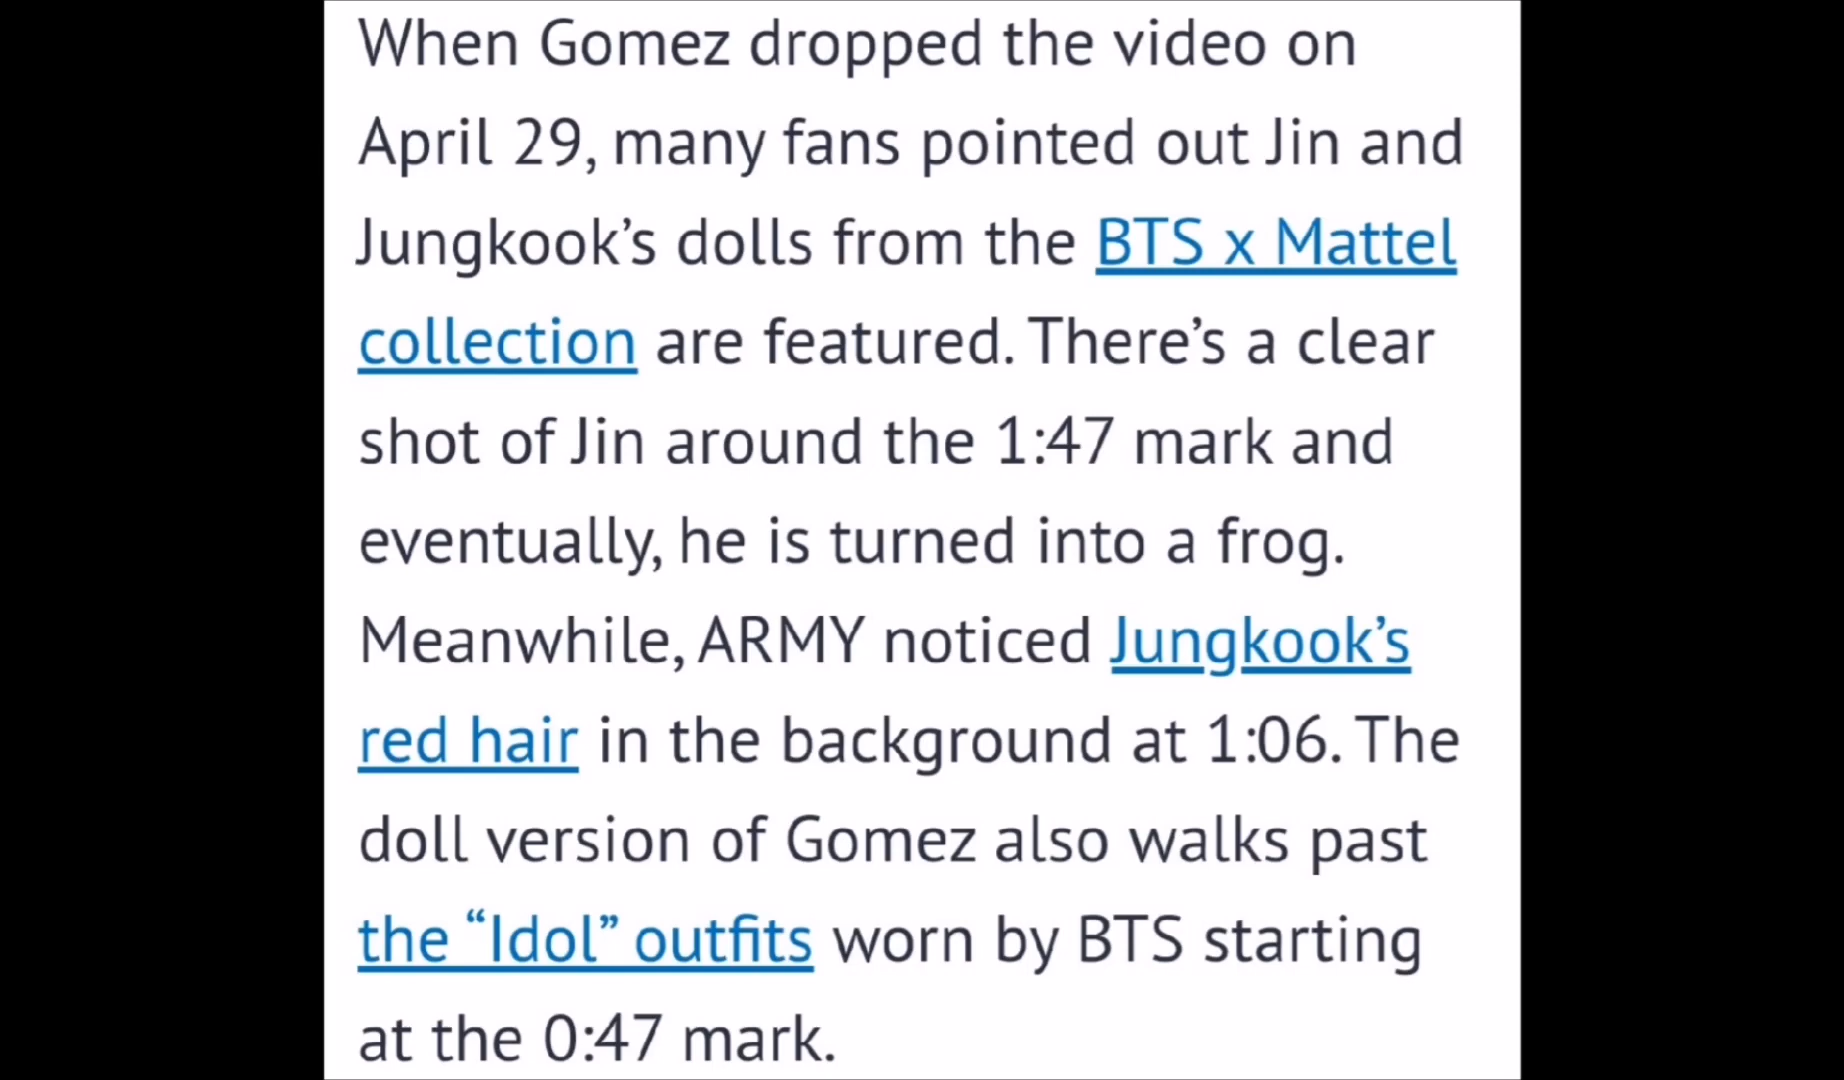 When Gomez dropped the video on
April 29, many fans pointed out Jin and
Jungkook’s dolls from the BTS x Mattel
collection are featured. There’s a clear
shot of Jin around the 1:47 mark and
eventually, he is turned into a frog.
Meanwhile, ARMY noticed Jungkook’s
red hair in the background at 1:06. The
doll version of Gomez also walks past
the “Idol” outfits worn by BTS starting
at the 0:47 mark.